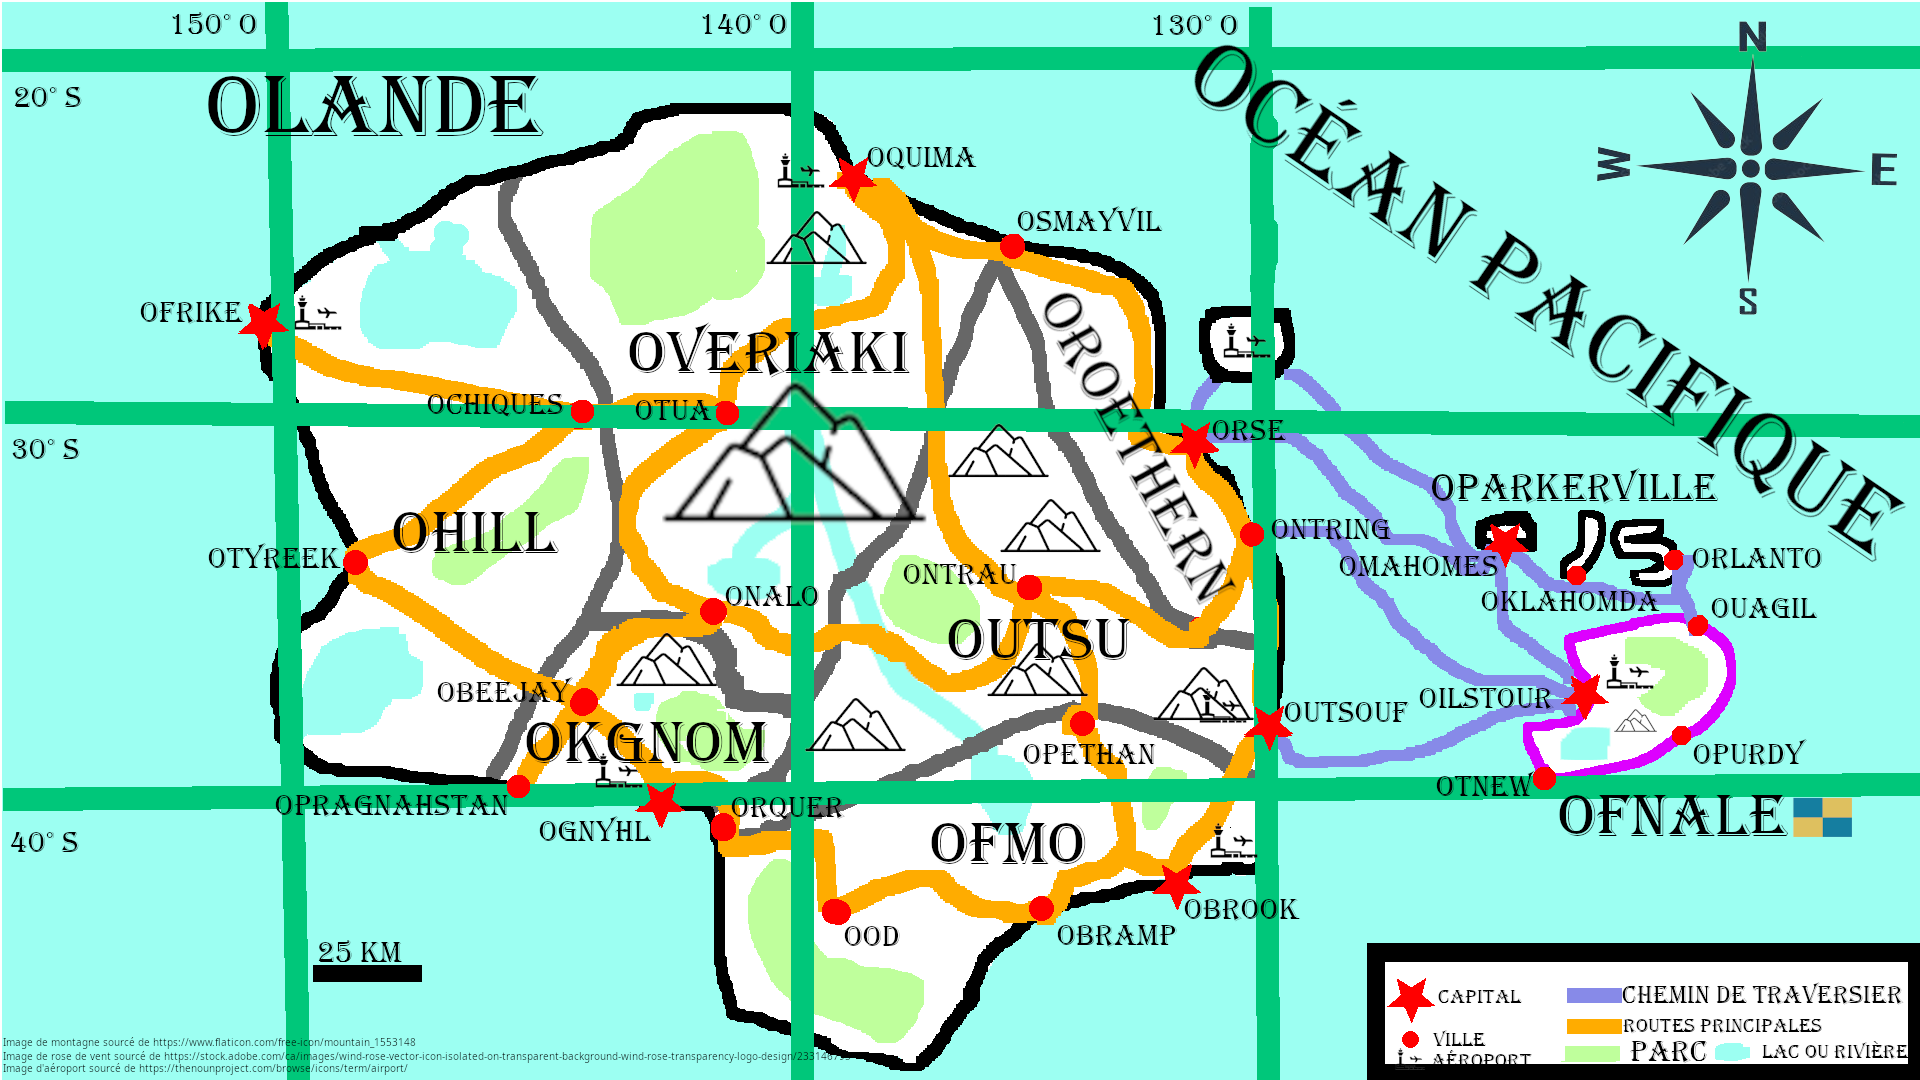 150° O
140° O
130° O
20° S
OLANDE
OCÉAN PACIFIQUE
N
W
E
S
OQUIMA
OSMAYVIL
OFRIKE
OVERIAKI
OROETHERN
OCHIQUES
OTUA
30° S
ORSE
OPARKERVILLE
OHILL
ONTRING
OTYREEK
OMAHOMES
ORLANTO
ONTRAU
ONALO
OKLAHOMDA
OUAGIL
OUTSU
OBEEJAY
OILSTOUR
OUTSOUF
OKGNOM
OPETHAN
OPURDY
OTNEW
OPRAGNAHSTAN
ORQUER
OGNYHL
OFMO
OFNALE
40° S
OBROOK
OOD
OBRAMP
25 KM
CAPITAL
CHEMIN DE TRAVERSIER
VILLE
ROUTES PRINCIPALES
AÉROPORT
PARC
LAC OU RIVIÈRE
Image de montagne sourcé de https://www.flaticon.com/free-icon/mountain_1553148
Image de rose de vent sourcé de https://stock.adobe.com/ca/images/wind-rose-vector-icon-isolated-on-transparent-background-wind-rose-transparency-logo-design/
Image d'aéroport sourcé de https://thenounproject.com/browse/icons/term/airport/